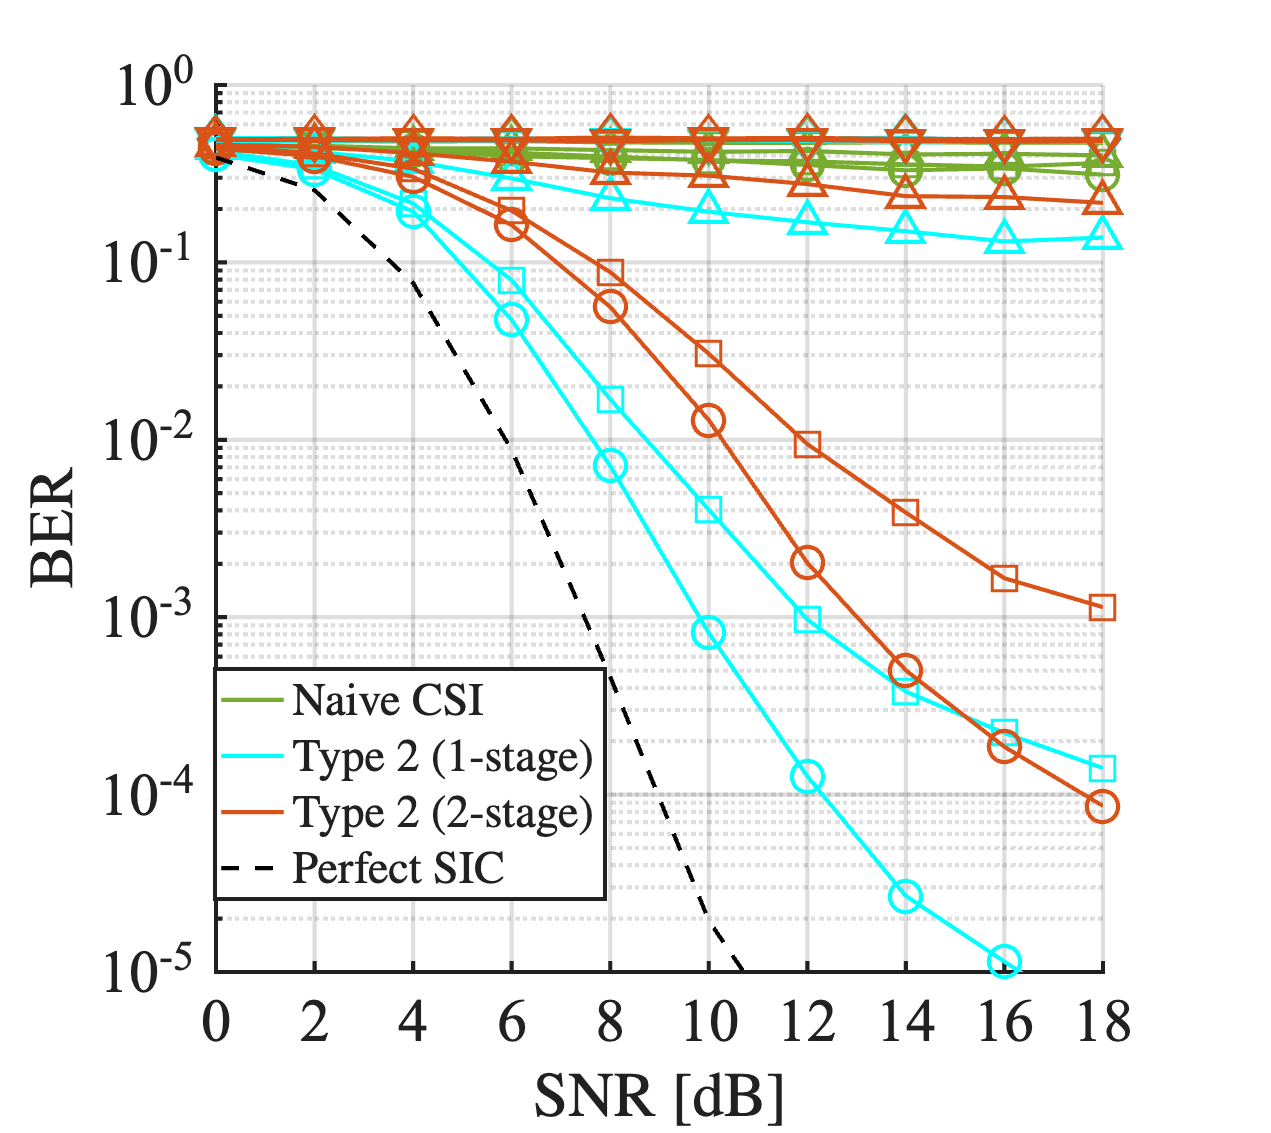 10^0
10^-1
10^-2
10^-3
10^-4
10^-5
BER
Naive CSI
Type 2 (1-stage)
Type 2 (2-stage)
Perfect SIC
0 2 4 6 8 10 12 14 16 18
SNR [dB]